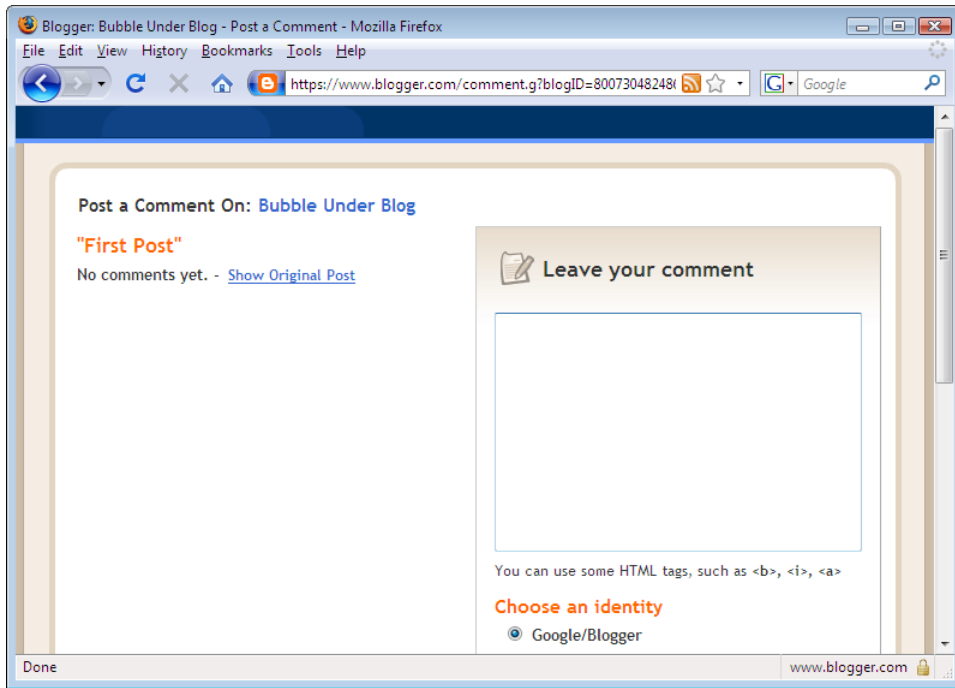 Blogger: Bubble Under Blog - Post a Comment - Mozilla Firefox
File Edit View History Bookmarks Tools Help
https://www.blogger.com/comment.g?blogID=80073048248 G Google
Post a Comment On: Bubble Under Blog
"First Post"
No comments yet. - Show Original Post
Leave your comment
You can use some HTML tags, such as <b>, <i>, <a>
Choose an identity
Google/Blogger
Done
www.blogger.com